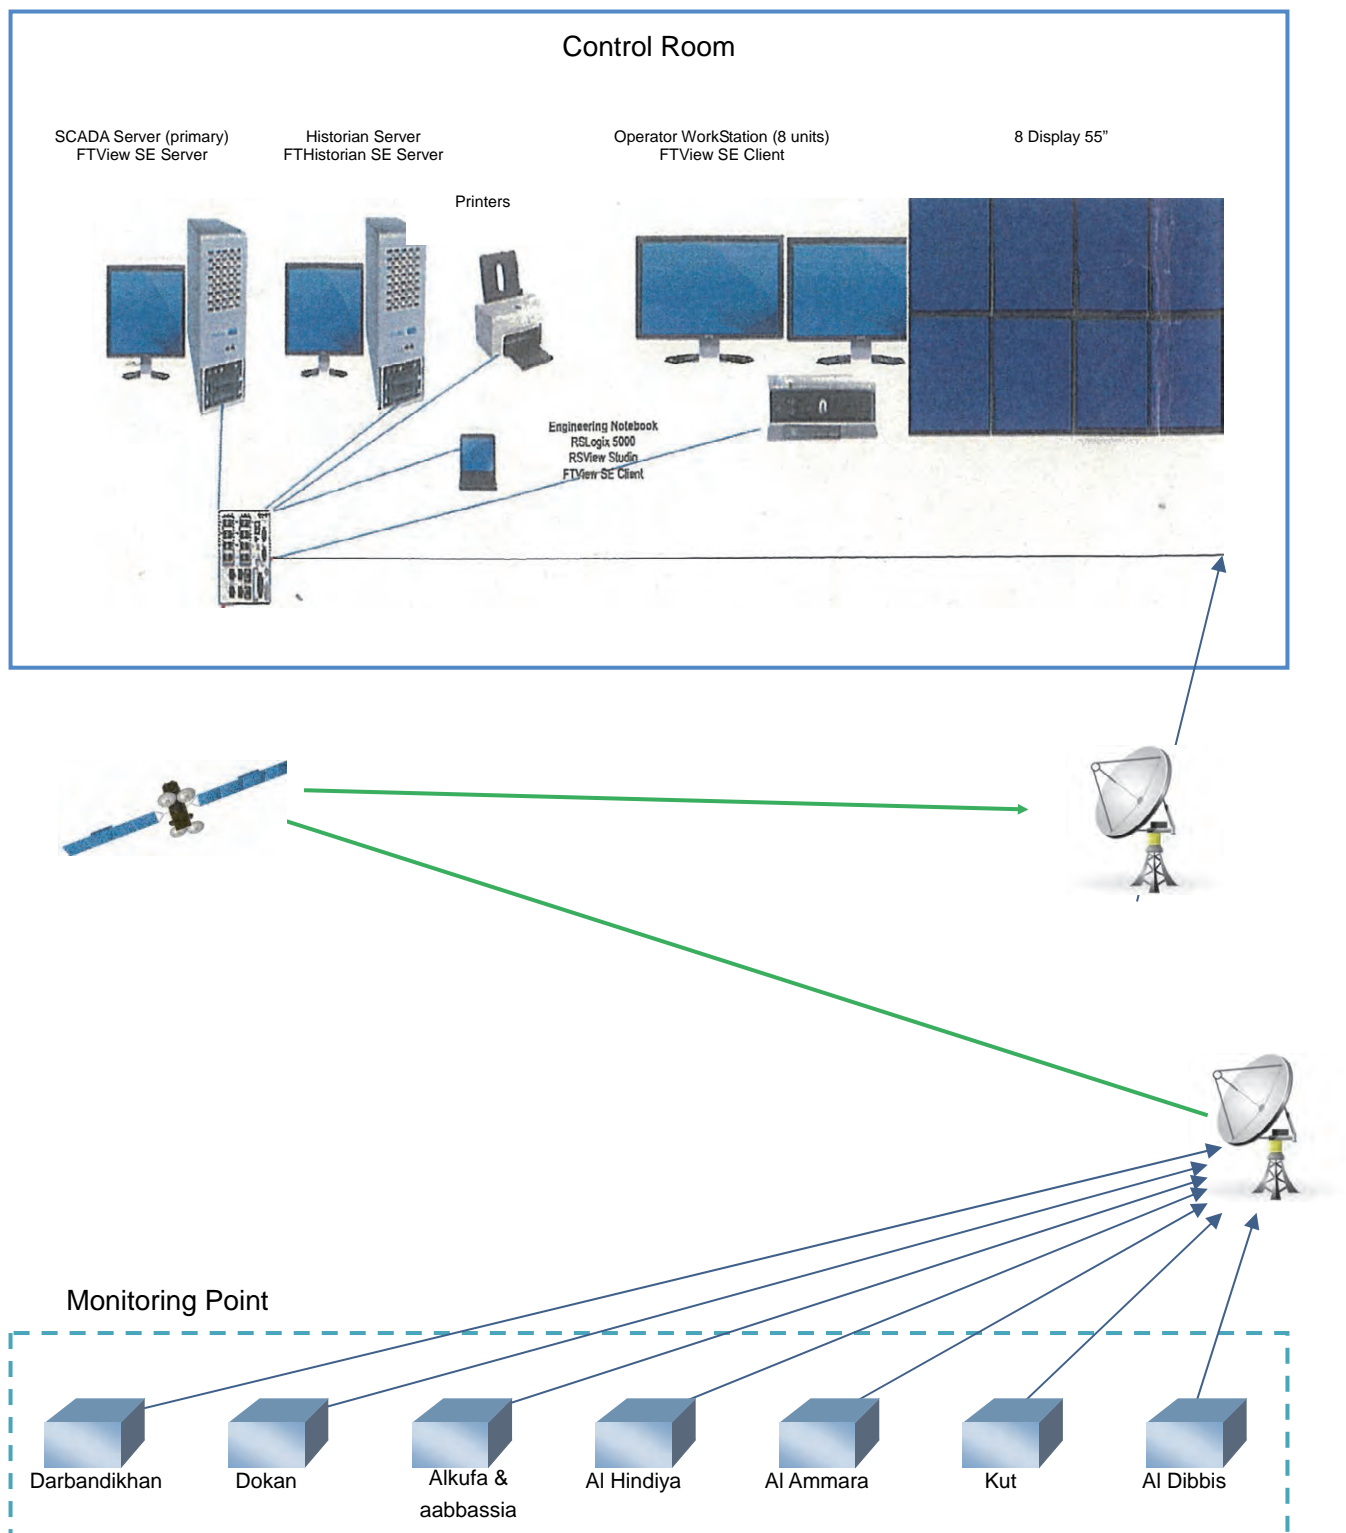 Control Room
SCADA Server (primary)
FTView SE Server
Historian Server
FTHistorian SE Server
Operator WorkStation (8 units)
FTView SE Client
8 Display 55”
Printers
Engineering Notebook
RSLogix 5000
RSView Studio
FTView SE Client
Monitoring Point
Darbandikhan
Dokan
Alkufa &
aabbassia
Al Hindiya
Al Ammara
Kut
Al Dibbis